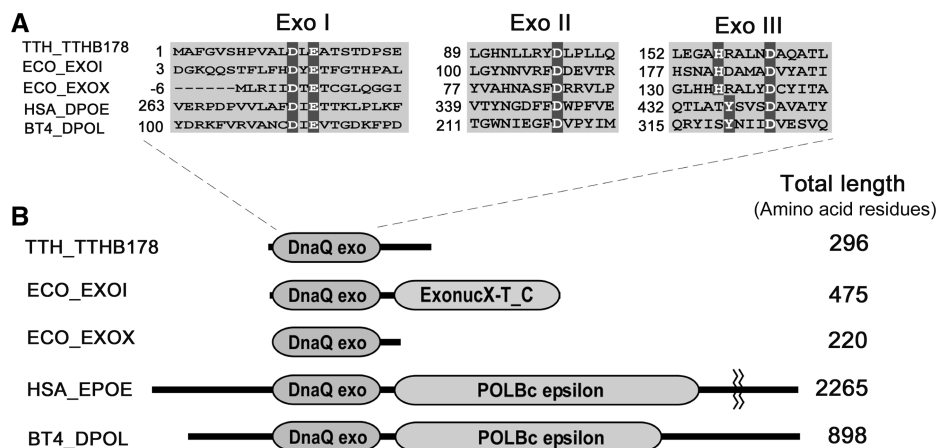 A
Exo I Exo II Exo III
TTH_TTHB178 1 MAFGVSHPVALDLEATSTDPSE 89 LGHNLLRYDLPLLQ 152 LEGAHRALNDAQATL
ECO_EXOI 3 DGKQQSTFLFHDYETFGTHPAL 100 LGYNNVRFDDEVTR 177 HSNAHDAMADVYATI
ECO_EXOX -6 ------MLRIIDTETCGLQGGI 77 YVAHNASFDRRVLP 130 GLHHHRALYDCYITA
HSA_DPOE 263 VERPDPVVLAFDIETTKLPLKF 339 VTYNGDFFDWPFVE 432 QTLATYSVSDAVATY
BT4_DPOL 100 YDRKFVRVANCDIEVTGDKFPD 211 TGWNIEGFDVPYIM 315 QRYISYNIIDVESVQ
B
Total length
(Amino acid residues)
TTH_TTHB178 DnaQ exo 296
ECO_EXOI DnaQ exo ExonucX-T_C 475
ECO_EXOX DnaQ exo 220
HSA_EPOE DnaQ exo POLBc epsilon 2265
BT4_DPOL DnaQ exo POLBc epsilon 898